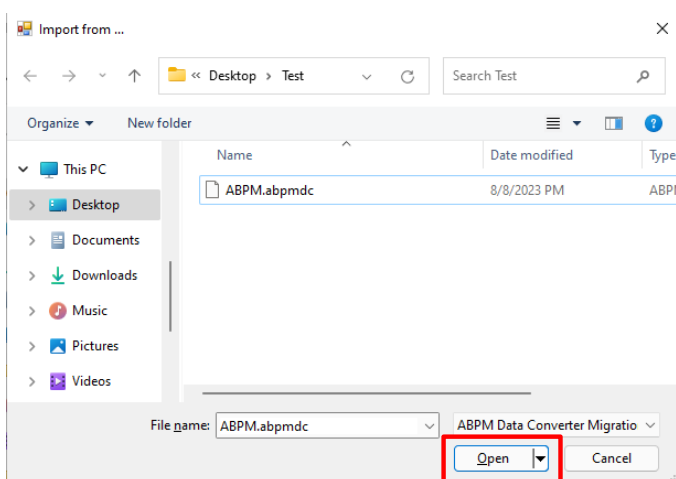 Import from ...
« Desktop > Test
Search Test
Organize
New folder
Name
Date modified
Type
This PC
ABPM.abpmdc
8/8/2023 PM
ABPM
Desktop
Documents
Downloads
Music
Pictures
Videos
File name:
ABPM.abpmdc
ABPM Data Converter Migratio
Open
Cancel